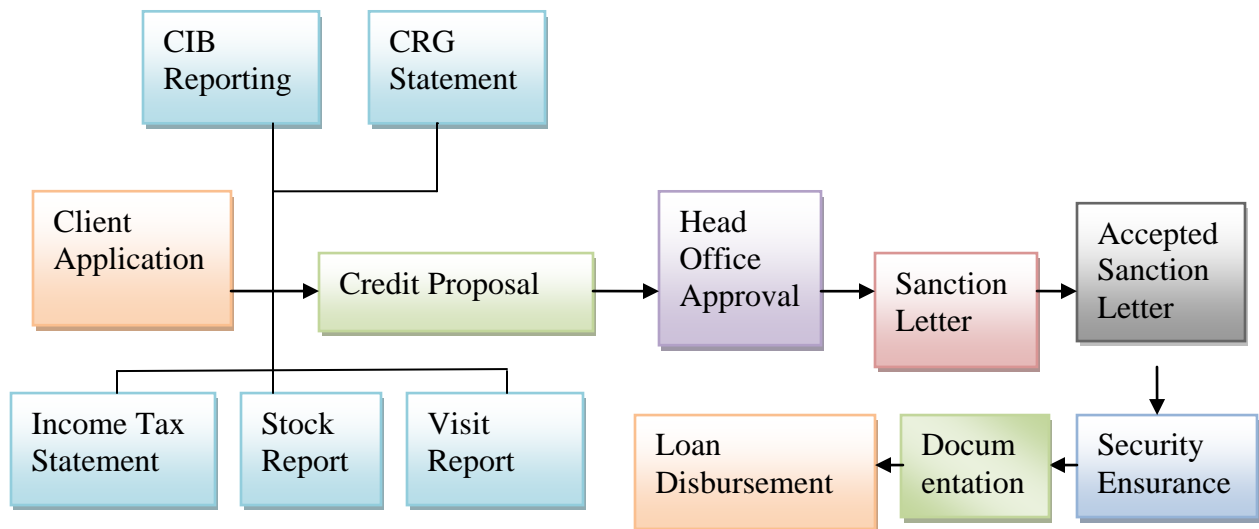 CIB
Reporting
CRG
Statement
Client
Application
Credit Proposal
Head
Office
Approval
Sanction
Letter
Accepted
Sanction
Letter
Income Tax
Statement
Stock
Report
Visit
Report
Loan
Disbursement
Docum
entation
Security
Ensurance